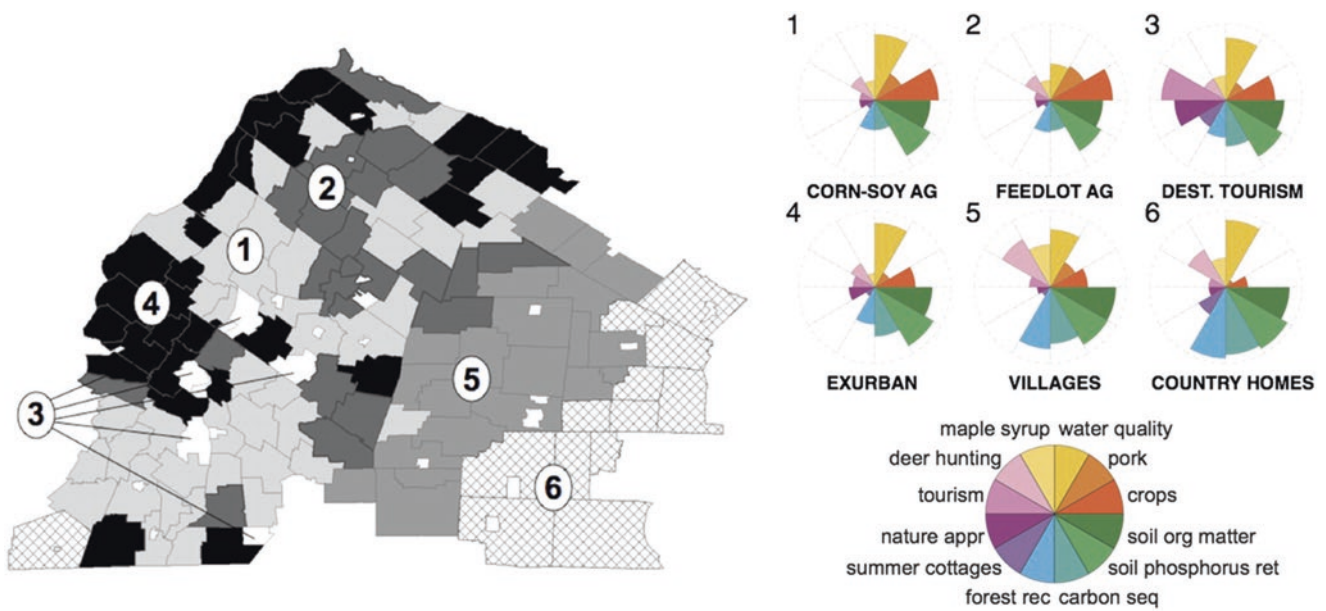 1
2
3
4
5
6
1 2 3
CORN-SOY AG FEEDLOT AG DEST. TOURISM
4 5 6
EXURBAN VILLAGES COUNTRY HOMES
maple syrup water quality
deer hunting pork
tourism crops
nature appr soil org matter
summer cottages soil phosphorus ret
forest rec carbon seq